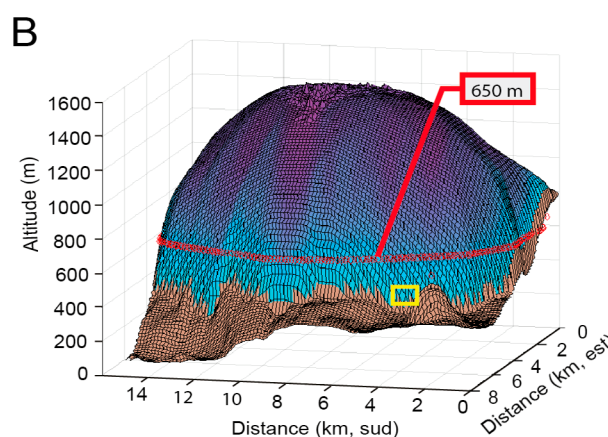 B
650 m
1600
1400
1200
1000
800
600
400
200
0
Altitude (m)
14 12 10 8 6 4 2 0
Distance (km, sud)
8 6 4 2 0
Distance (km, est)